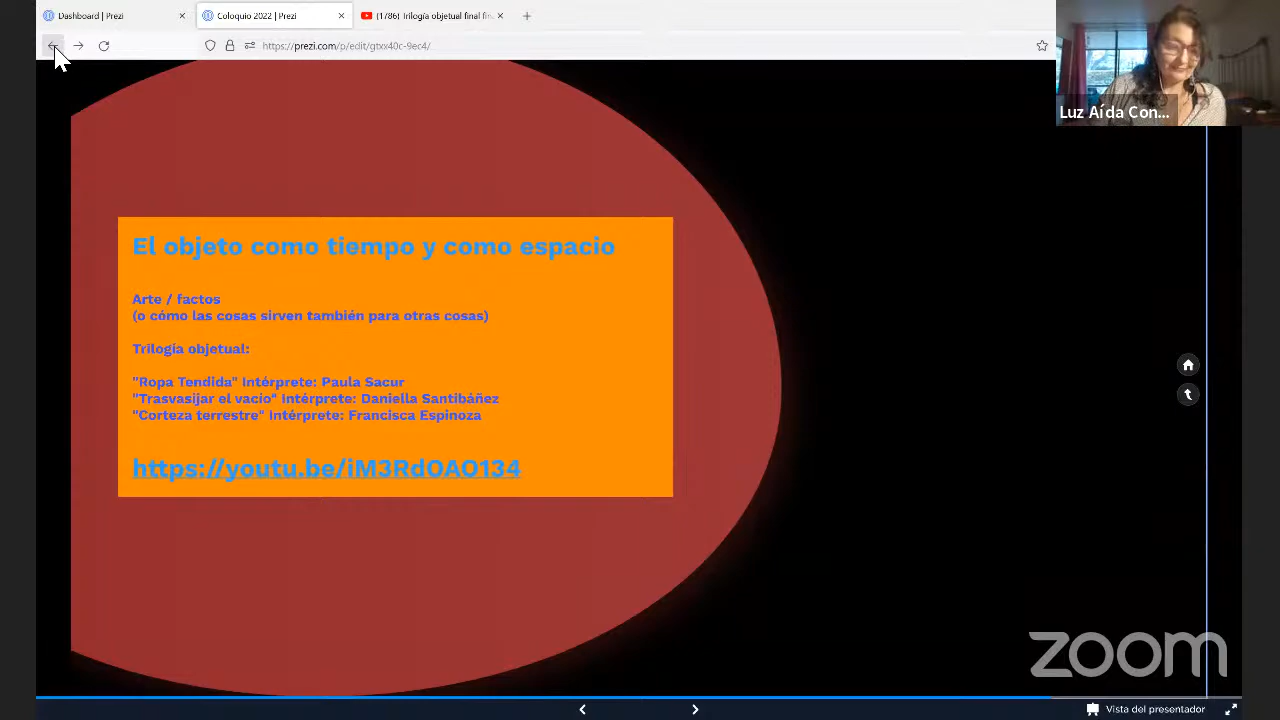 Dashboard | Prezi
Coloquio 2022 | Prezi
(1786) Trilogía objetual final fin
https://prezi.com/p/edit/gtxx40c-9ec4/
Luz Aída Con...
El objeto como tiempo y como espacio
Arte / factos
(o cómo las cosas sirven también para otras cosas)
Trilogía objetual:
"Ropa Tendida" Intérprete: Paula Sacur
"Trasvasijar el vacío" Intérprete: Daniella Santibáñez
"Corteza terrestre" Intérprete: Francisca Espinoza
https://youtu.be/iM3RdOAO134
zoom
Vista del presentador